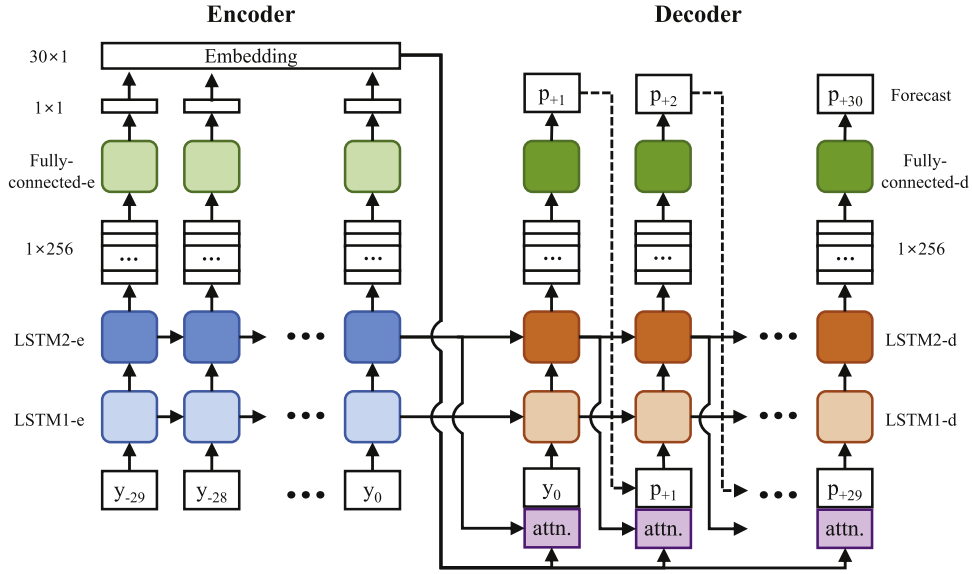 Encoder
Decoder
30×1
Embedding
1×1
p+1
p+2
p+30
Forecast
Fully-
connected-e
Fully-
connected-d
1×256
...
...
...
...
...
...
1×256
LSTM2-e
...
...
LSTM2-d
LSTM1-e
...
...
LSTM1-d
y-29
y-28
...
y0
y0
p+1
...
p+29
attn.
attn.
attn.